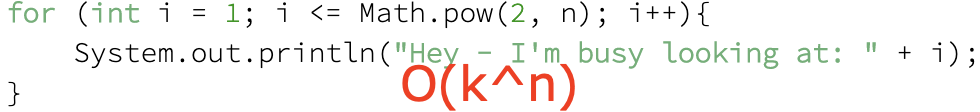 for (int i = 1; i <= Math.pow(2, n); i++){
    System.out.println("Hey - I'm busy looking at: " + i);
}
O(k^n)